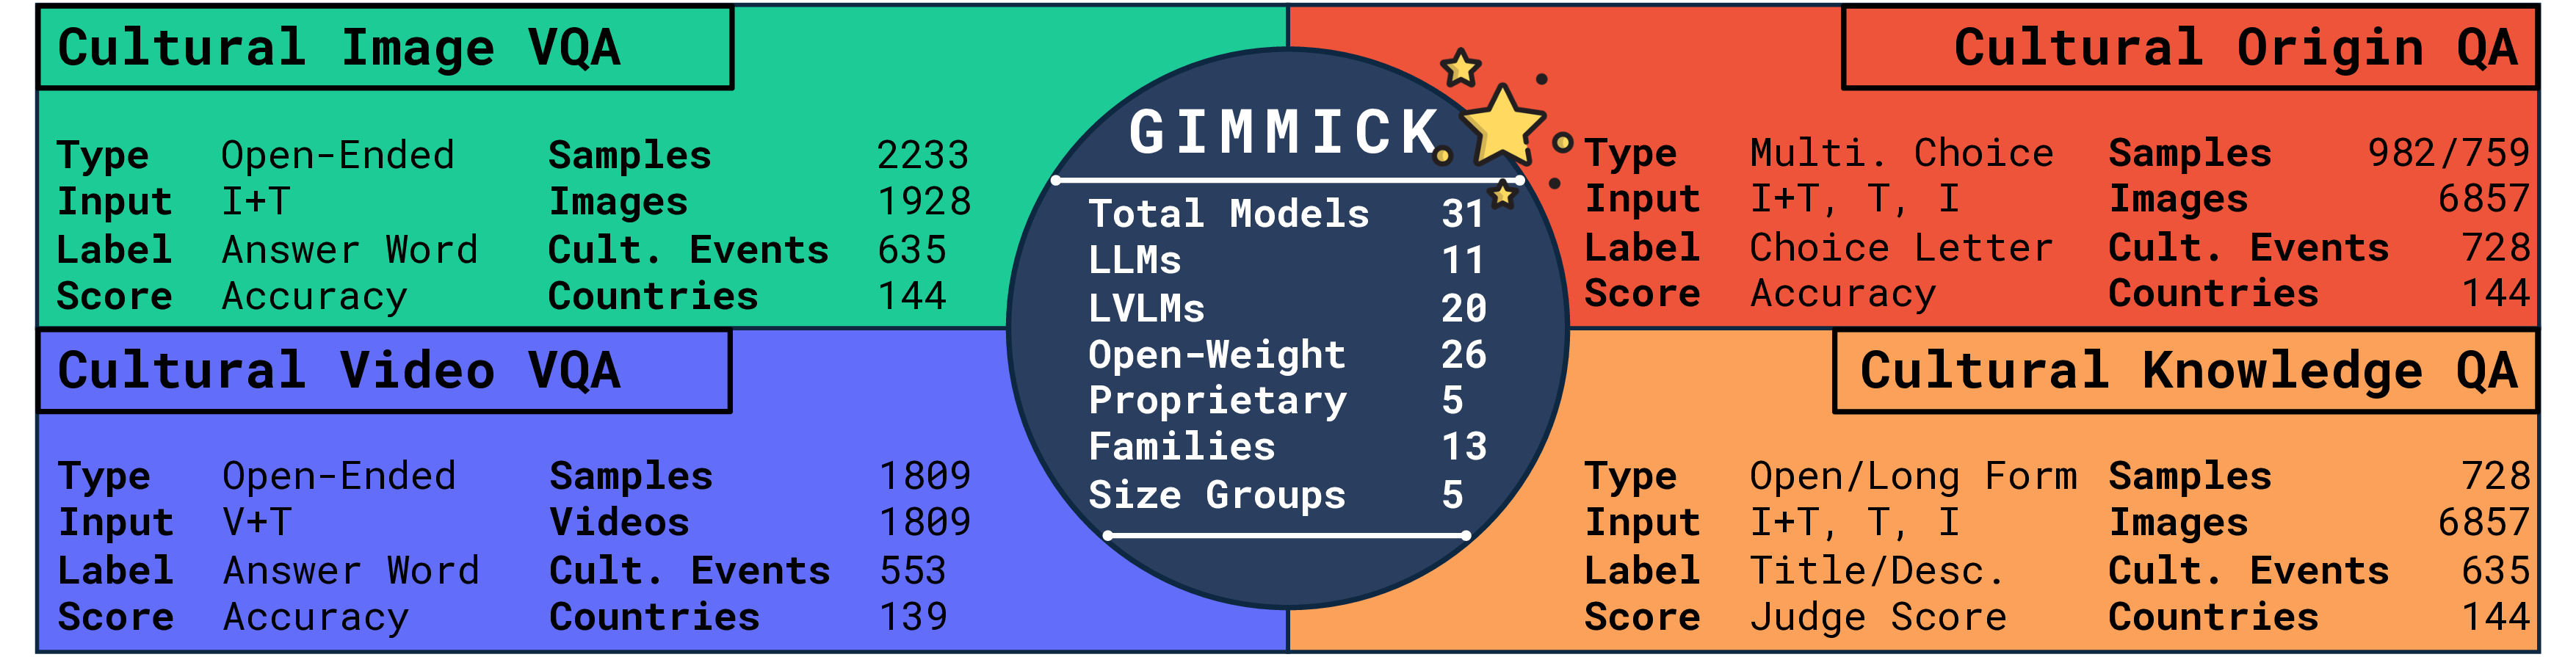 Cultural Image VQA
Type Open-Ended Samples 2233
Input I+T Images 1928
Label Answer Word Cult. Events 635
Score Accuracy Countries 144
Cultural Video VQA
Type Open-Ended Samples 1809
Input V+T Videos 1809
Label Answer Word Cult. Events 553
Score Accuracy Countries 139
GIMMICK
Total Models 31
LLMs 11
LVLMs 20
Open-Weight 26
Proprietary 5
Families 13
Size Groups 5
Cultural Origin QA
Type Multi. Choice Samples 982/759
Input I+T, T, I Images 6857
Label Choice Letter Cult. Events 728
Score Accuracy Countries 144
Cultural Knowledge QA
Type Open/Long Form Samples 728
Input I+T, T, I Images 6857
Label Title/Desc. Cult. Events 635
Score Judge Score Countries 144